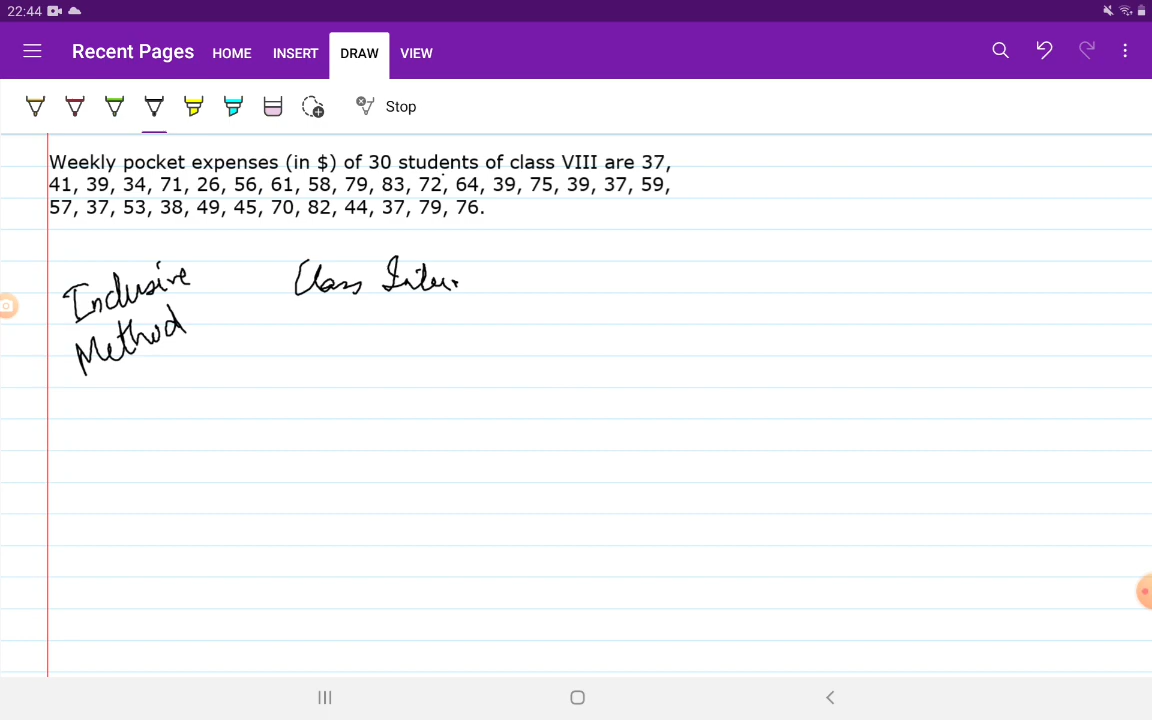 22:44
Recent Pages HOME INSERT DRAW VIEW
Stop
Weekly pocket expenses (in $) of 30 students of class VIII are 37,
41, 39, 34, 71, 26, 56, 61, 58, 79, 83, 72, 64, 39, 75, 39, 37, 59,
57, 37, 53, 38, 49, 45, 70, 82, 44, 37, 79, 76.
Inclusive Class Inter
Method